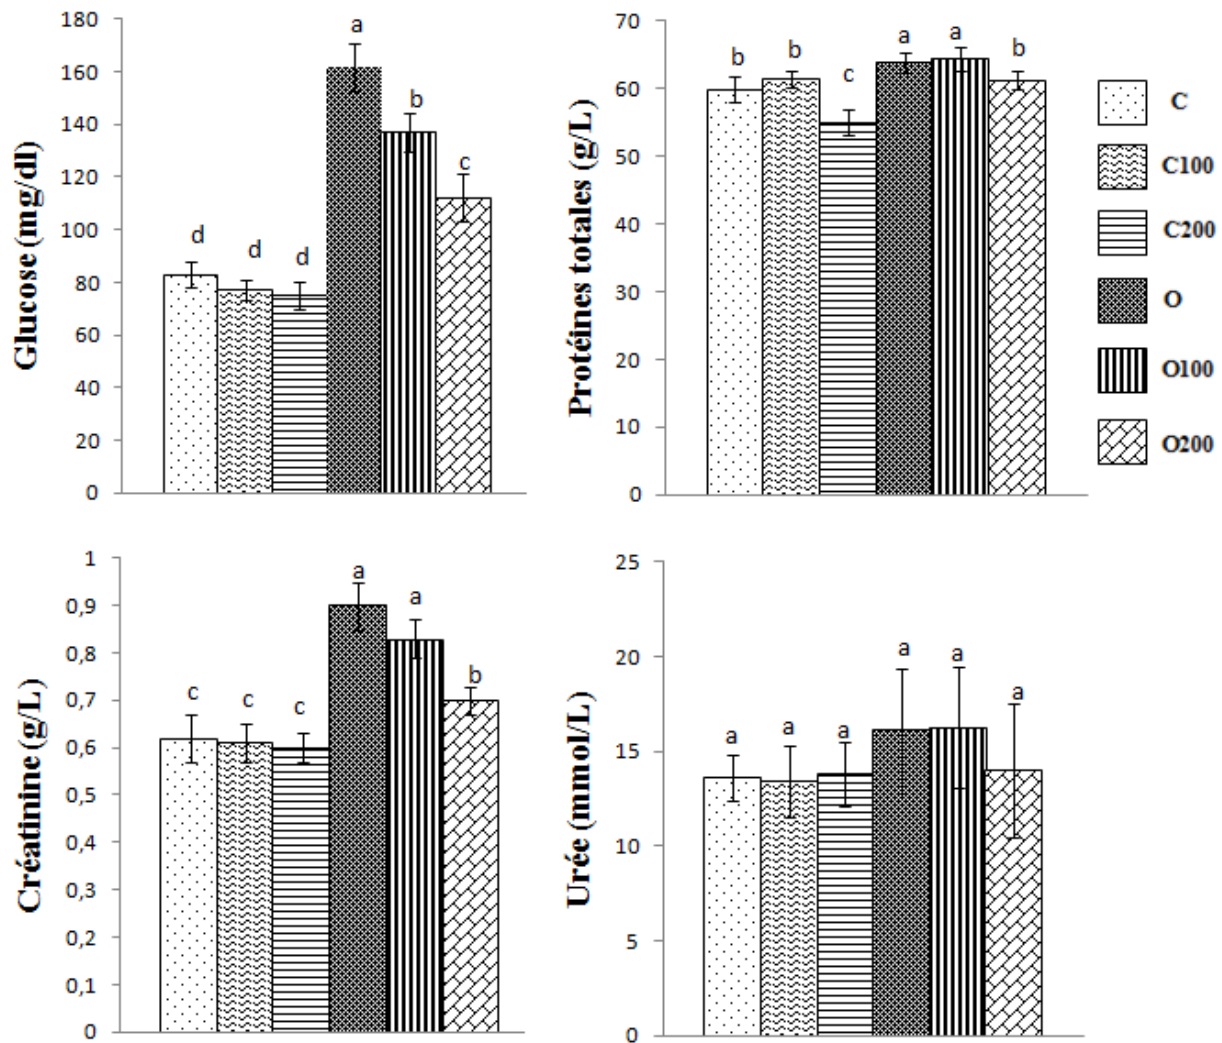 Glucose (mg/dl)
180
160
140
120
100
80
60
40
20
0
d
d
d
a
b
c
Protéines totales (g/L)
70
60
50
40
30
20
10
0
b
b
c
a
a
b
C
C100
C200
O
O100
O200
Créatinine (g/L)
1
0,9
0,8
0,7
0,6
0,5
0,4
0,3
0,2
0,1
0
c
c
c
a
a
b
Urée (mmol/L)
25
20
15
10
5
0
a
a
a
a
a
a